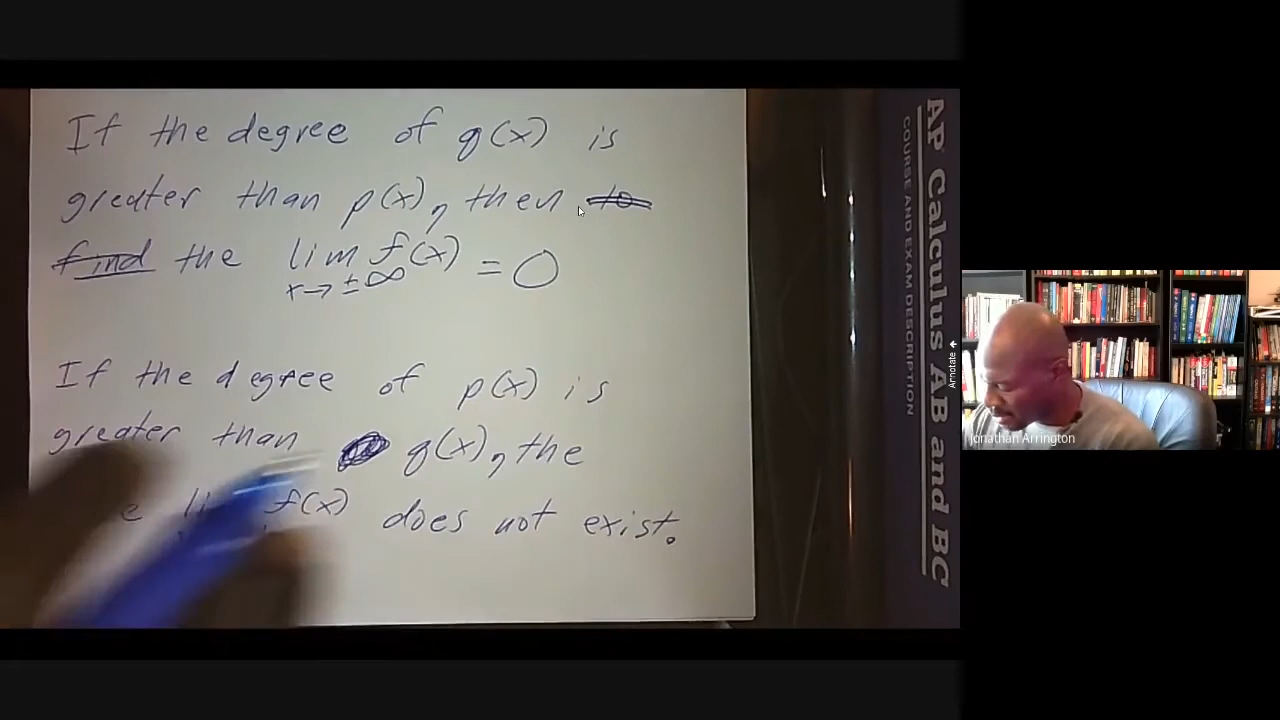 If the degree of q(x) is
greater than p(x), then to
find the lim f(x) = 0
x→ ±∞
If the degree of p(x) is
greater than q(x), the
f(x) does not exist.
AP Calculus AB and BC
COURSE AND EXAM DESCRIPTION
Annotate
Jonathan Arrington